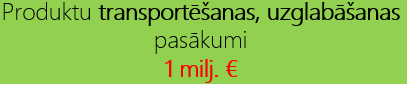 Produktu transportēšanas, uzglabāšanas
pasākumi
1 milj. €